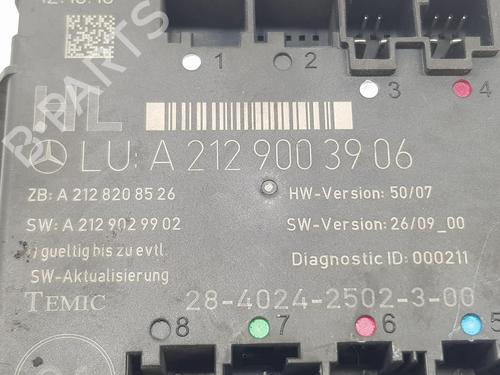 1
2
3
4
HL
LU: A 212 900 39 06
ZB: A 212 820 85 26
HW-Version: 50/07
SW: A 212 902 99 02
SW-Version: 26/09_00
) gueltig bis zu evtl.
SW-Aktualisierung
Diagnostic ID: 000211
TEMIC
28-4024-2502-3-00
8
7
6
5
B-PARTS